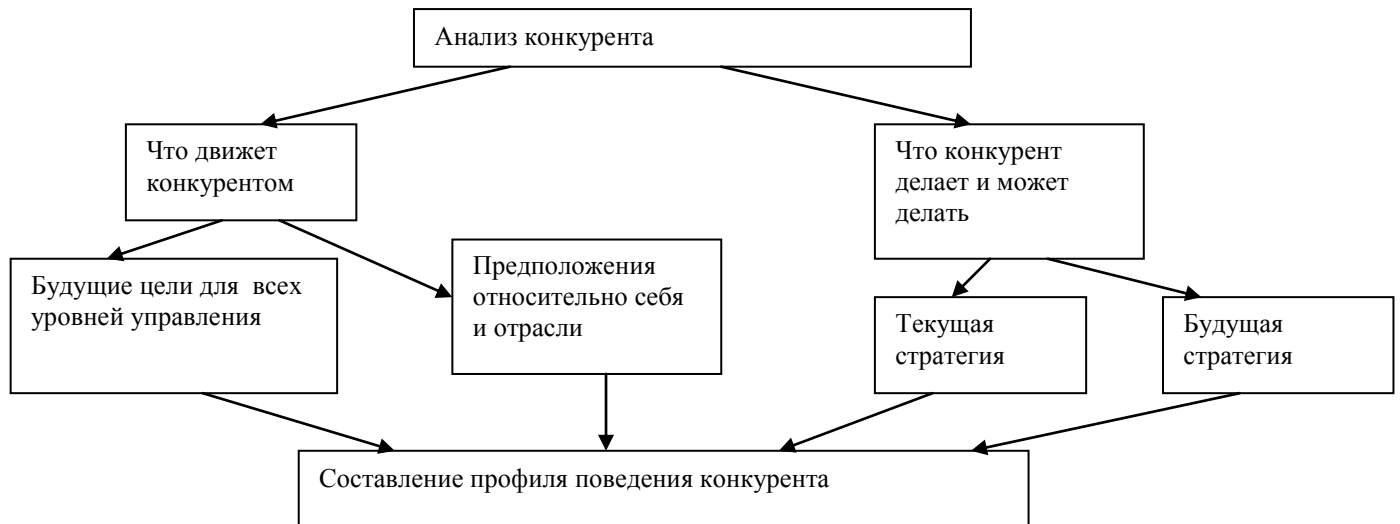 Анализ конкурента
Что движет
конкурентом
Что конкурент
делает и может
делать
Будущие цели для  всех
уровней управления
Предположения
относительно себя
и отрасли
Текущая
стратегия
Будущая
стратегия
Составление профиля поведения конкурента